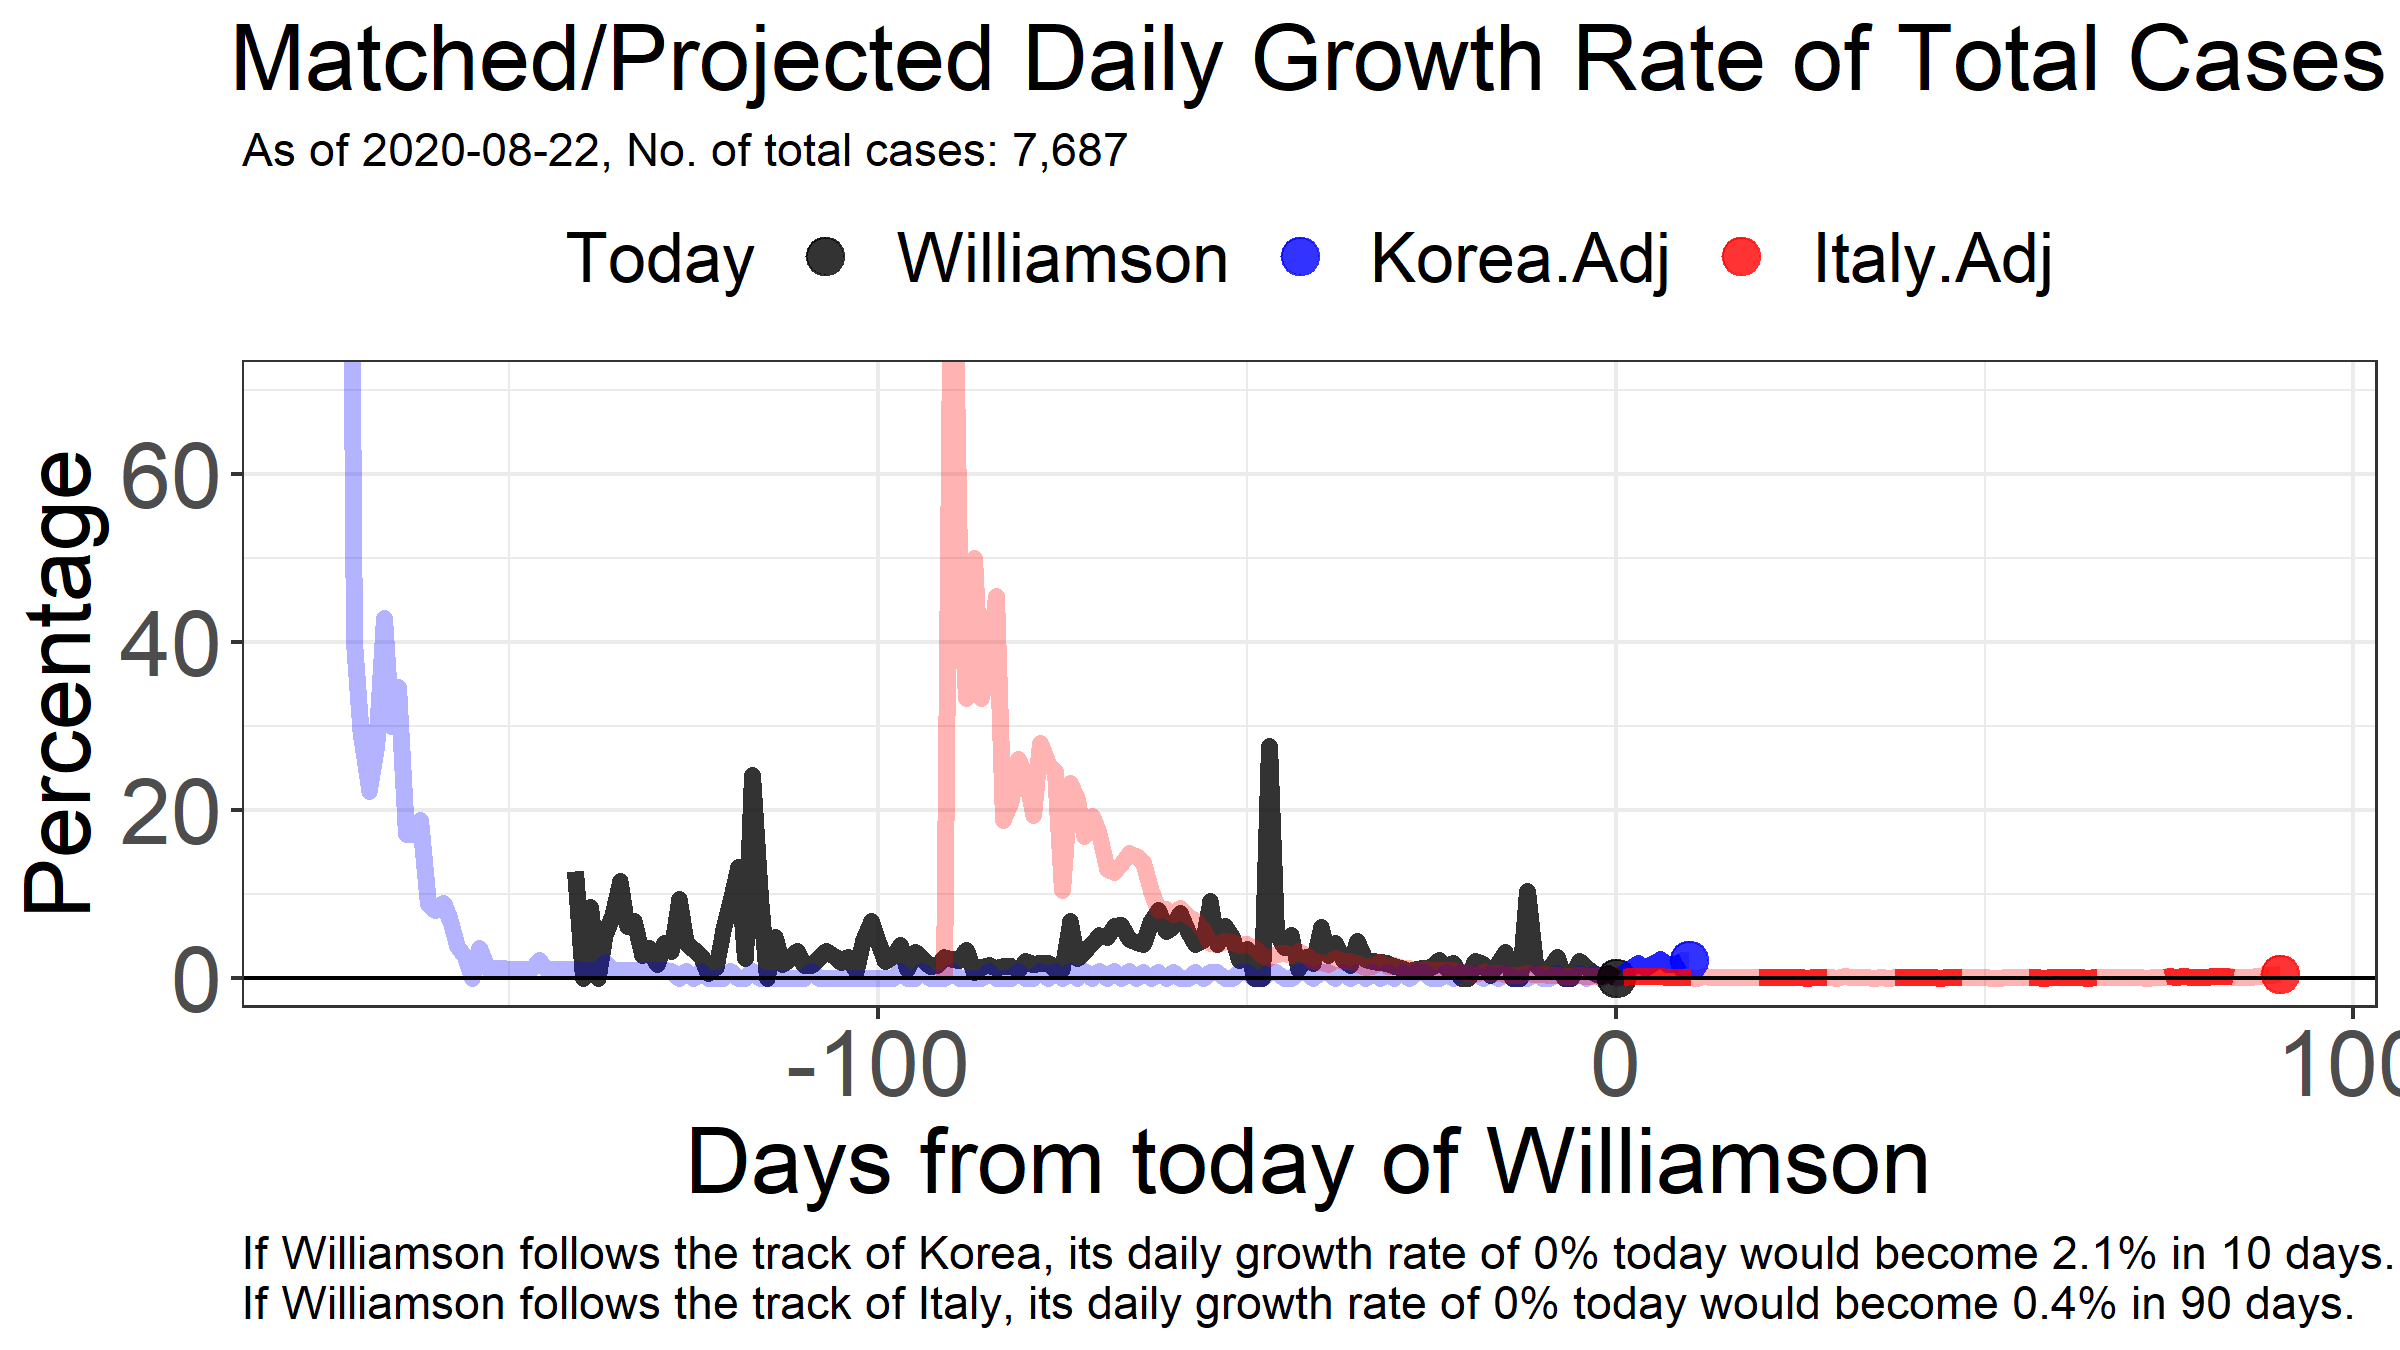 Matched/Projected Daily Growth Rate of Total Cases
As of 2020-08-22, No. of total cases: 7,687
Today Williamson Korea.Adj Italy.Adj
Percentage
60
40
20
0
-100 0 100
Days from today of Williamson
If Williamson follows the track of Korea, its daily growth rate of 0% today would become 2.1% in 10 days.
If Williamson follows the track of Italy, its daily growth rate of 0% today would become 0.4% in 90 days.